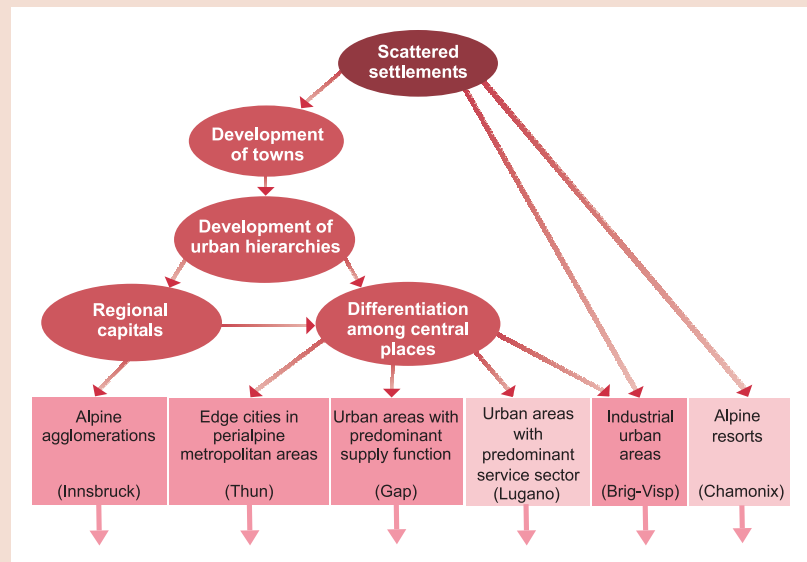 Scattered
settlements
Development
of towns
Development of
urban hierarchies
Regional
capitals
Differentiation
among central
places
Alpine
agglomerations
(Innsbruck)
Edge cities in
perialpine
metropolitan areas
(Thun)
Urban areas with
predominant
supply function
(Gap)
Urban areas
with
predominant
service sector
(Lugano)
Industrial
urban
areas
(Brig-Visp)
Alpine
resorts
(Chamonix)